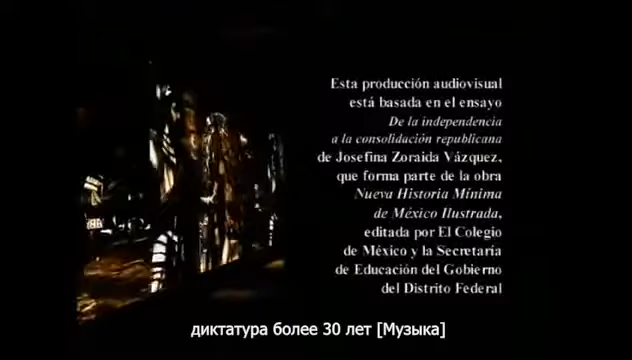 Esta producción audiovisual
está basada en el ensayo
De la independencia
a la consolidación republicana
de Josefina Zoraida Vázquez,
que forma parte de la obra
Nueva Historia Mínima
de México Ilustrada,
editada por El Colegio
de México y la Secretaría
de Educación del Gobierno
del Distrito Federal
диктатура более 30 лет [Музыка]